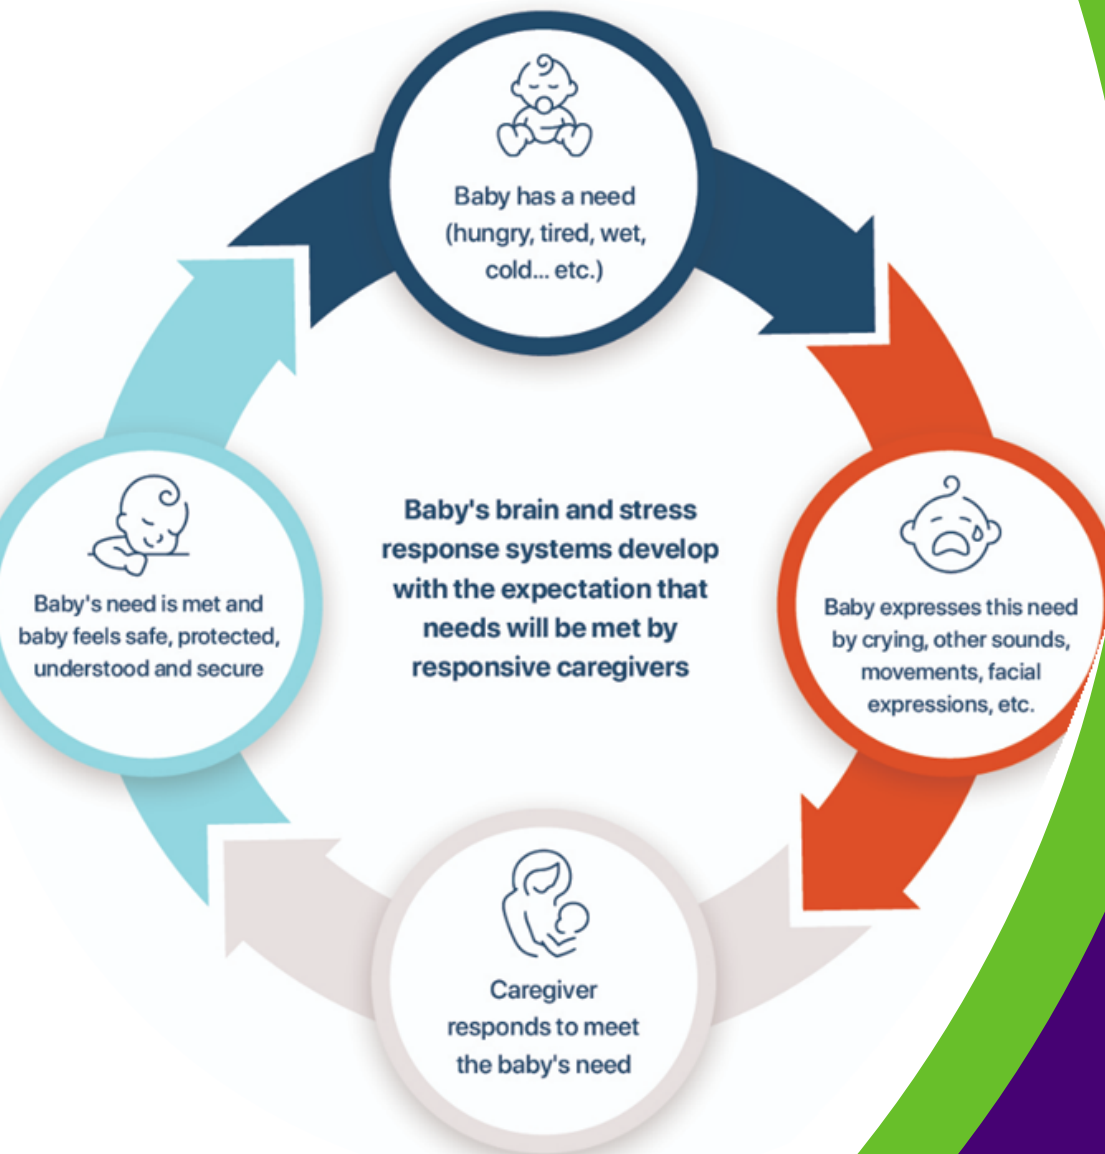 Baby has a need
(hungry, tired, wet,
cold... etc.)
Baby expresses this need
by crying, other sounds,
movements, facial
expressions, etc.
Caregiver
responds to meet
the baby's need
Baby's need is met and
baby feels safe, protected,
understood and secure
Baby's brain and stress
response systems develop
with the expectation that
needs will be met by
responsive caregivers